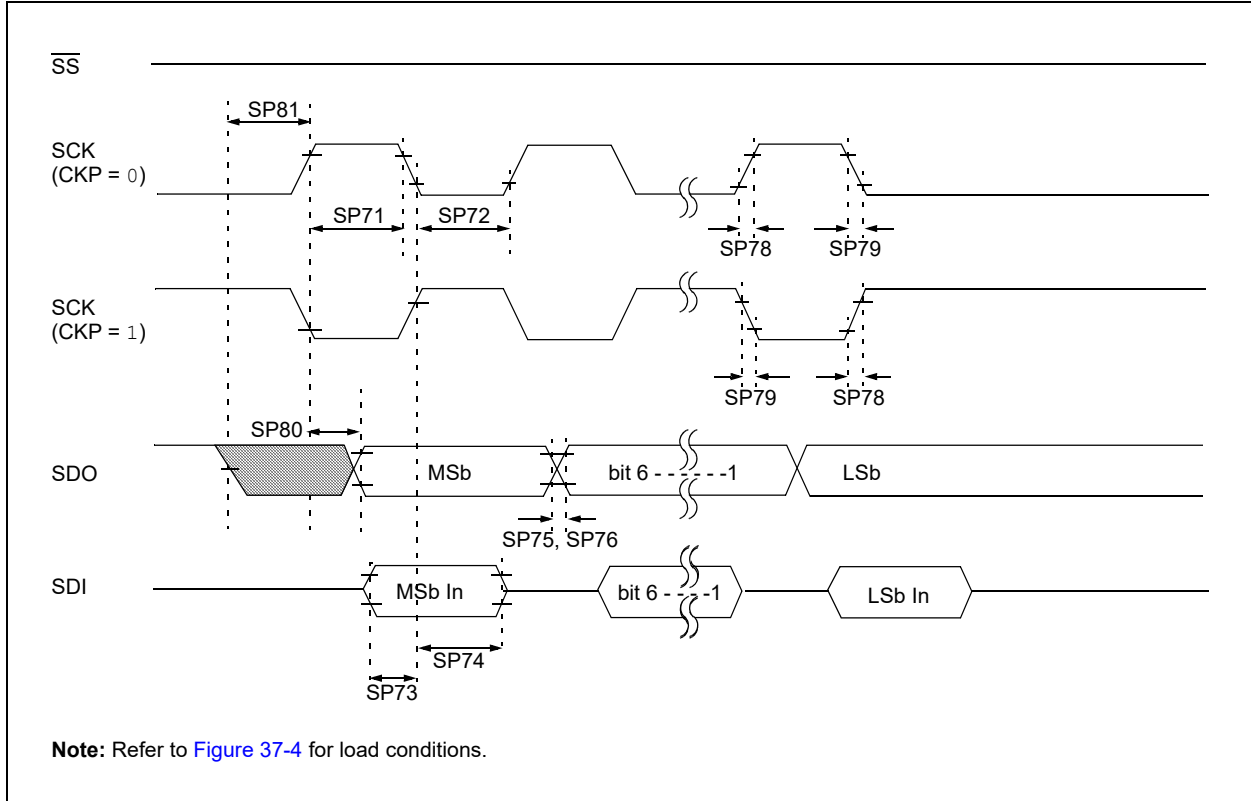 SS
SP81
SCK
(CKP = 0)
SP71
SP72
SP78
SP79
SCK
(CKP = 1)
SP79
SP78
SP80
SDO
MSb
bit 6 - - - - - - -1
LSb
SP75, SP76
SDI
MSb In
bit 6 - - - - -1
LSb In
SP74
SP73
Note: Refer to Figure 37-4 for load conditions.